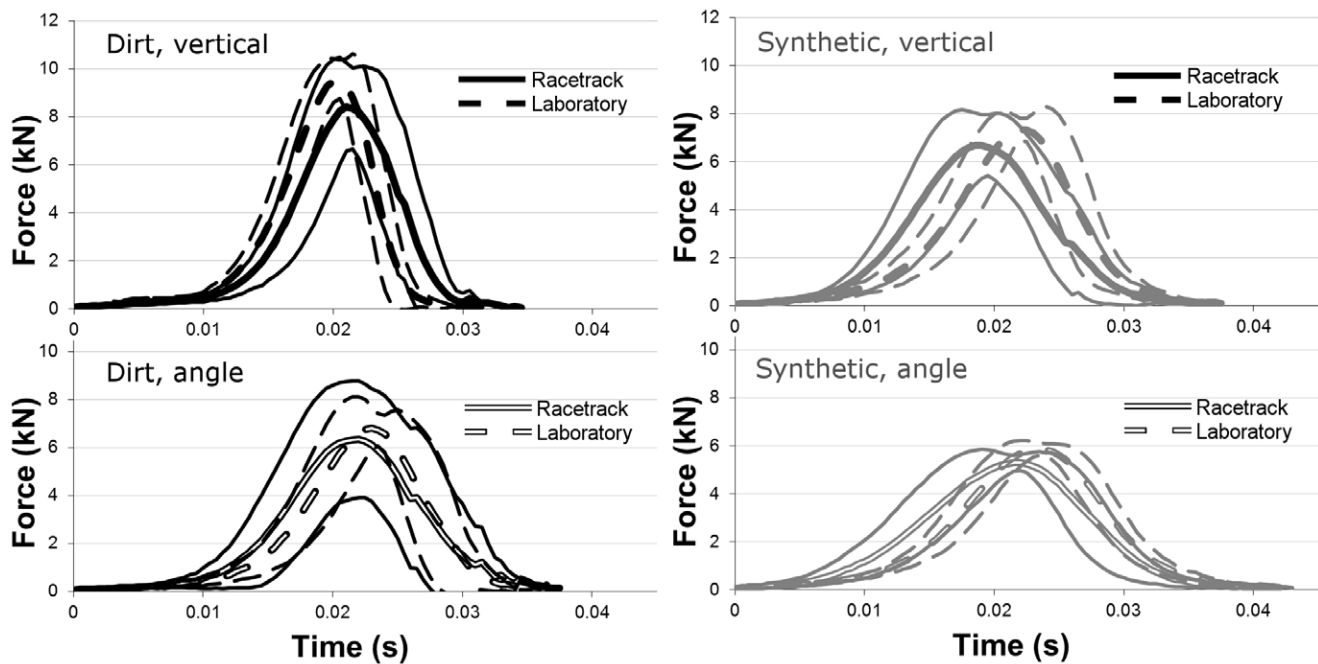 Dirt, vertical
Racetrack
Laboratory
Force (kN)
12
10
8
6
4
2
0
0 0.01 0.02 0.03 0.04
Synthetic, vertical
Racetrack
Laboratory
Force (kN)
12
10
8
6
4
2
0
0 0.01 0.02 0.03 0.04
Dirt, angle
Racetrack
Laboratory
Force (kN)
10
8
6
4
2
0
0 0.01 0.02 0.03 0.04
Time (s)
Synthetic, angle
Racetrack
Laboratory
Force (kN)
10
8
6
4
2
0
0 0.01 0.02 0.03 0.04
Time (s)